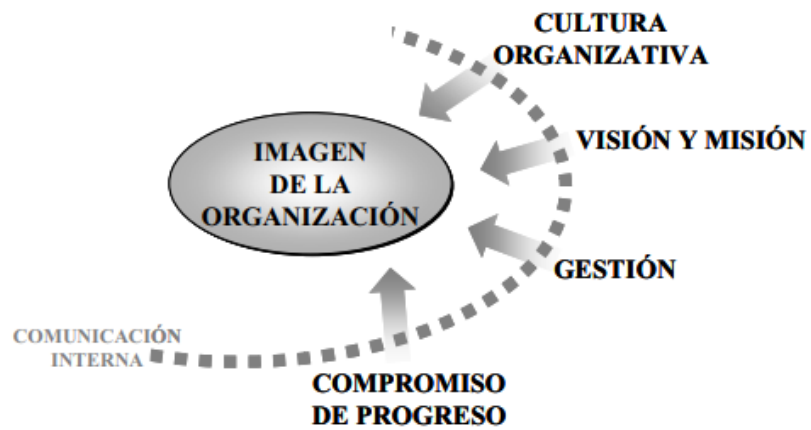 CULTURA
ORGANIZATIVA
VISIÓN Y MISIÓN
IMAGEN
DE LA
ORGANIZACIÓN
GESTIÓN
COMUNICACIÓN
INTERNA
COMPROMISO
DE PROGRESO